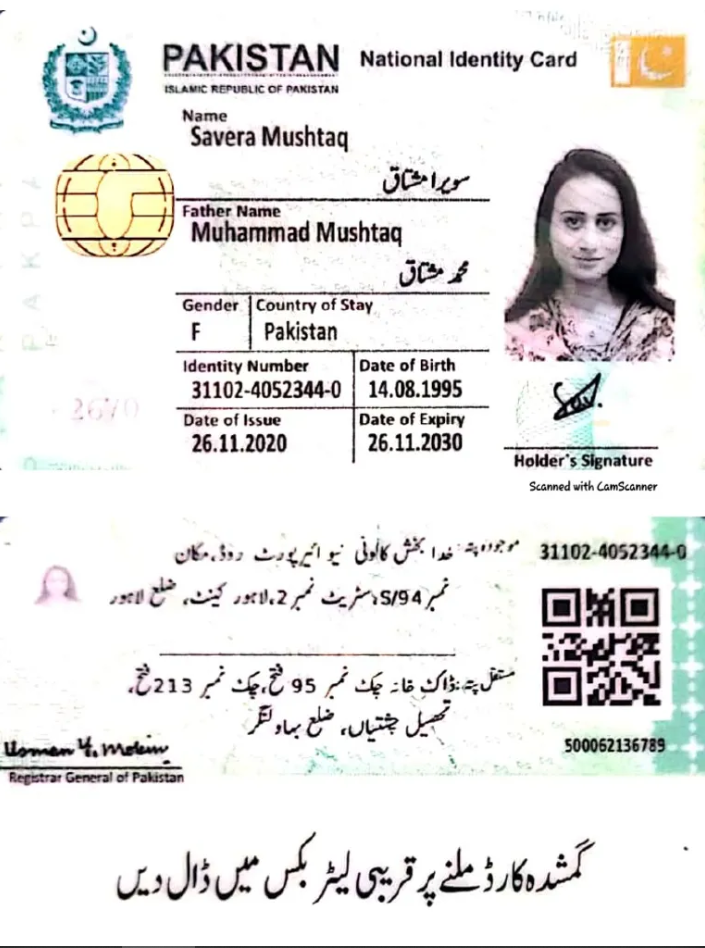 PAKISTAN National Identity Card
ISLAMIC REPUBLIC OF PAKISTAN
Name
Savera Mushtaq
سویرا مشتاق
Father Name
Muhammad Mushtaq
محمد مشتاق
Gender Country of Stay
F Pakistan
Identity Number Date of Birth
31102-4052344-0 14.08.1995
Date of Issue Date of Expiry
26.11.2020 26.11.2030
Holder's Signature
Scanned with CamScanner
موجودہ پتہ: خدا بخش کالونی نیو ائیرپورٹ روڈ، مکان
31102-4052344-0
نمبر S/94، سٹریٹ نمبر 2، لاہور کینٹ، ضلع لاہور
مستقل پتہ: ڈاک خانہ چک نمبر 95 فتح، چک نمبر 213 فتح،
تحصیل چشتیاں، ضلع بہاولنگر
500062136789
Registrar General of Pakistan
گمشدہ کارڈ ملنے پر قریبی لیٹر بکس میں ڈال دیں